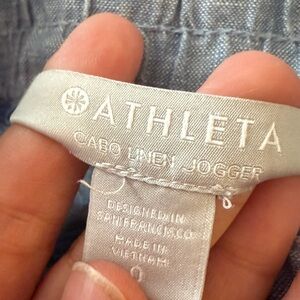 ATHLETA
CABO LINEN JOGGER
DESIGNED IN
SAN FRANCISCO
MADE IN
VIETNAM
0